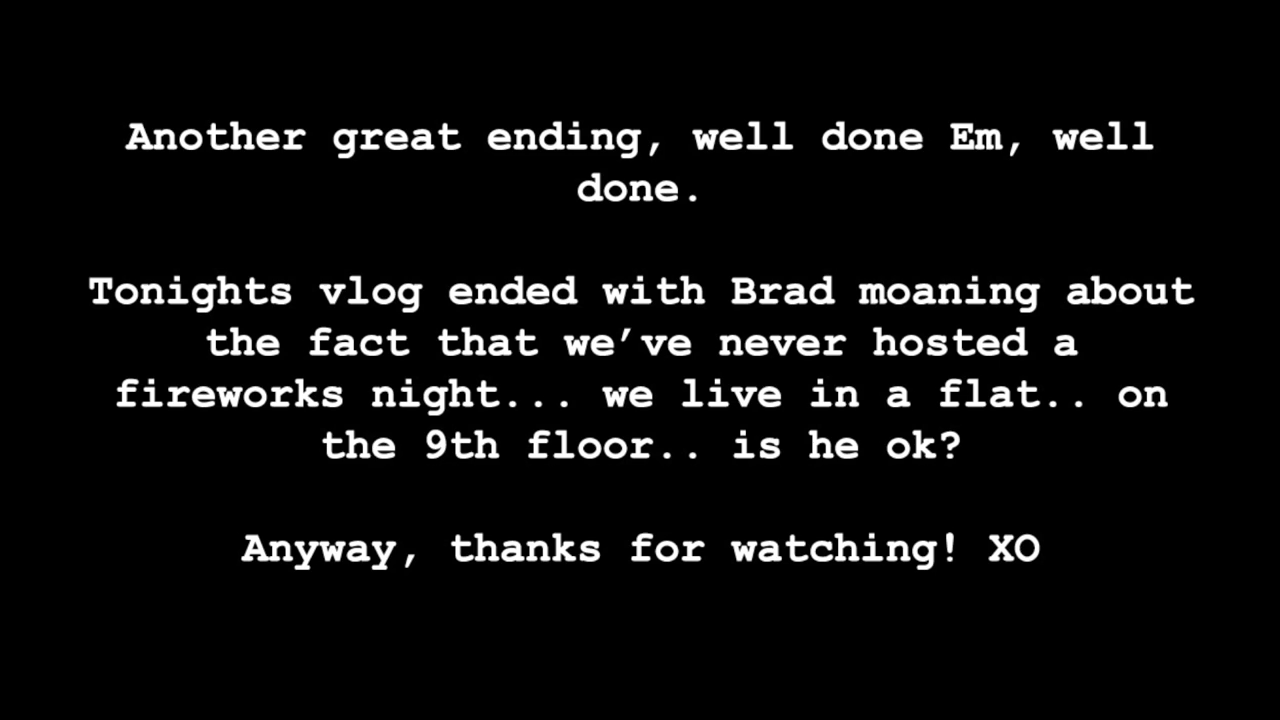 Another great ending, well done Em, well
done.
Tonights vlog ended with Brad moaning about
the fact that we’ve never hosted a
fireworks night... we live in a flat.. on
the 9th floor.. is he ok?
Anyway, thanks for watching! XO